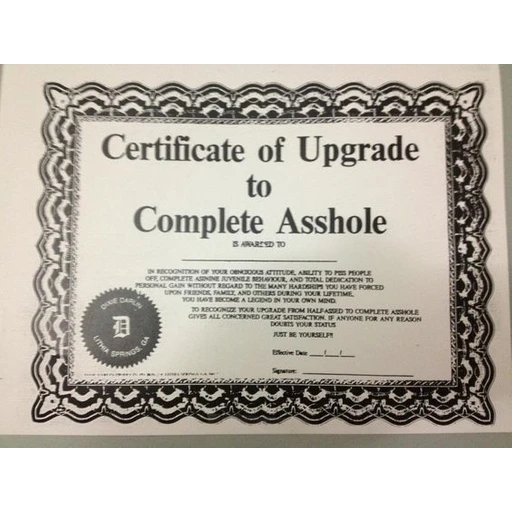 Certificate of Upgrade
to
Complete Asshole
IS AWARDED TO
IN RECOGNITION OF YOUR OBNOXIOUS ATTITUDE, ABILITY TO PISS PEOPLE
OFF, COMPLETE ASININE JUVENILE BEHAVIOUR, AND TOTAL DEDICATION TO
PERSONAL GAIN WITHOUT REGARD TO THE MANY HARDSHIPS YOU HAVE FORCED
UPON FRIENDS, FAMILY, AND OTHERS DURING YOUR LIFETIME,
YOU HAVE BECOME A LEGEND IN YOUR OWN MIND.
TO RECOGNIZE YOUR UPGRADE FROM HALF-ASSED TO COMPLETE ASSHOLE
GIVES ALL CONCERNED GREAT SATISFACTION. IF ANYONE FOR ANY REASON
DOUBTS YOUR STATUS
JUST BE YOURSELF!!
Effective Date ___/___/___
Signature:
DIXIE
D
LITHIA SPRINGS, GA